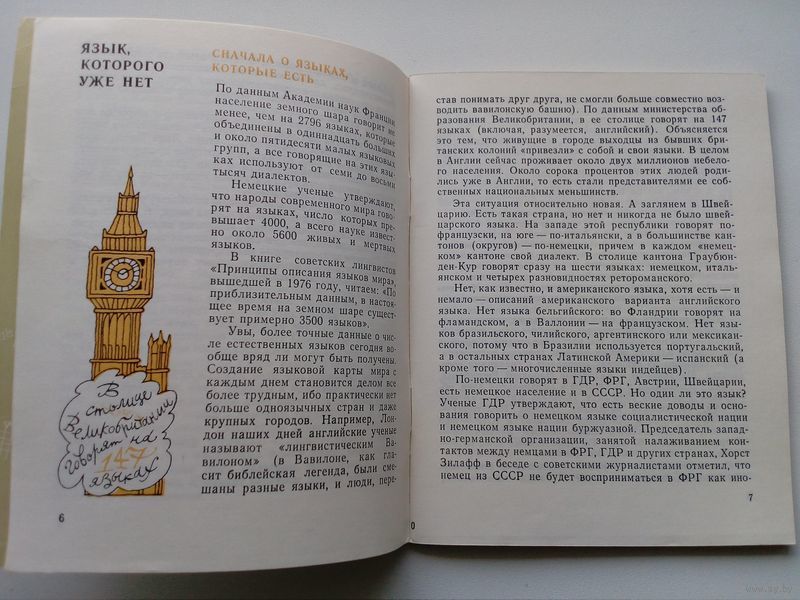 ЯЗЫК,
КОТОРОГО
УЖЕ НЕТ
СНАЧАЛА О ЯЗЫКАХ,
КОТОРЫЕ ЕСТЬ
По данным Академии наук Франции,
население земного шара говорит не
менее, чем на 2796 языках, которые
объединены в одиннадцать больших
и около пятидесяти малых языковых
групп, а все говорящие на этих язы-
ках используют от семи до восьми
тысяч диалектов.
Немецкие ученые утверждают,
что народы современного мира гово-
рят на языках, число которых пре-
вышает 4000, а всего науке извест-
но около 5600 живых и мертвых
языков.
В книге советских лингвистов
«Принципы описания языков мира»,
вышедшей в 1976 году, читаем: «По
приблизительным данным, в настоя-
щее время на земном шаре сущест-
вует примерно 3500 языков».
Увы, более точные данные о чис-
ле естественных языков сегодня во-
обще вряд ли могут быть получены.
Создание языковой карты мира с
каждым днем становится делом все
более трудным, ибо практически нет
больше одноязычных стран и даже
крупных городов. Например, Лон-
дон наших дней английские ученые
называют «лингвистическим Ва-
вилоном» (в Вавилоне, как гла-
сит библейская легенда, были сме-
шаны разные языки, и люди, пере-
В
столице
Великобритании
говорят на
147
языках
6
став понимать друг друга, не смогли больше совместно воз-
водить вавилонскую башню). По данным министерства об-
разования Великобритании, в ее столице говорят на 147
языках (включая, разумеется, английский). Объясняется
это тем, что живущие в городе выходцы из бывших бри-
танских колоний «привезли» с собой и свои языки. В целом
в Англии сейчас проживает около двух миллионов небело-
го населения. Около сорока процентов этих людей роди-
лись уже в Англии, то есть стали представителями ее соб-
ственных национальных меньшинств.
Эта ситуация относительно новая. А заглянем в Швей-
царию. Есть такая страна, но нет и никогда не было швей-
царского языка. На западе этой республики говорят по-
французски, на юге — по-итальянски, а в большинстве кан-
тонов (округов) — по-немецки, причем в каждом «немец-
ком» кантоне свой диалект. В столице кантона Граубюн-
ден-Кур говорят сразу на шести языках: немецком, италь-
янском и четырех разновидностях ретороманского.
Нет, как известно, и американского языка, хотя есть — и
немало — описаний американского варианта английского
языка. Нет языка бельгийского: во Фландрии говорят на
фламандском, а в Валлонии — на французском. Нет язы-
ков бразильского, чилийского, аргентинского или мексикан-
ского, потому что в Бразилии используется португальский,
а в остальных странах Латинской Америки — испанский (а
кроме того — многочисленные языки индейцев).
По-немецки говорят в ГДР, ФРГ, Австрии, Швейцарии,
есть немецкое население и в СССР. Но один ли это язык?
Ученые ГДР утверждают, что есть веские доводы и основа-
ния говорить о немецком языке социалистической нации
и немецком языке нации буржуазной. Председатель запад-
но-германской организации, занятой налаживанием кон-
тактов между немцами в ФРГ, ГДР и других странах, Хорст
Зилафф в беседе с советскими журналистами отметил, что
немец из СССР не будет восприниматься в ФРГ как ино-
7